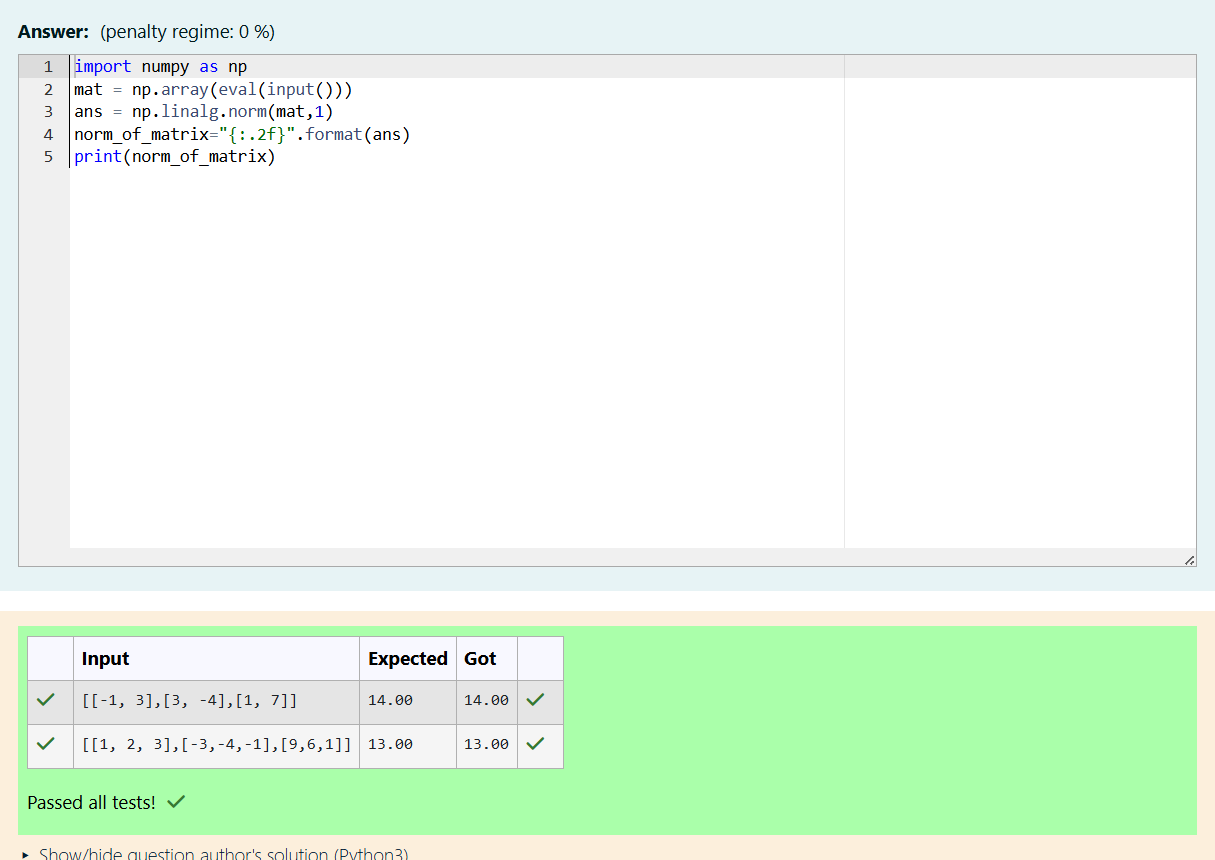 Answer: (penalty regime: 0 %)
1 import numpy as np
2 mat = np.array(eval(input()))
3 ans = np.linalg.norm(mat,1)
4 norm_of_matrix="{:.2f}".format(ans)
5 print(norm_of_matrix)
Input Expected Got
[[-1, 3],[3, -4],[1, 7]] 14.00 14.00
[[1, 2, 3],[-3,-4,-1],[9,6,1]] 13.00 13.00
Passed all tests!
Show/hide question author's solution (Python3)